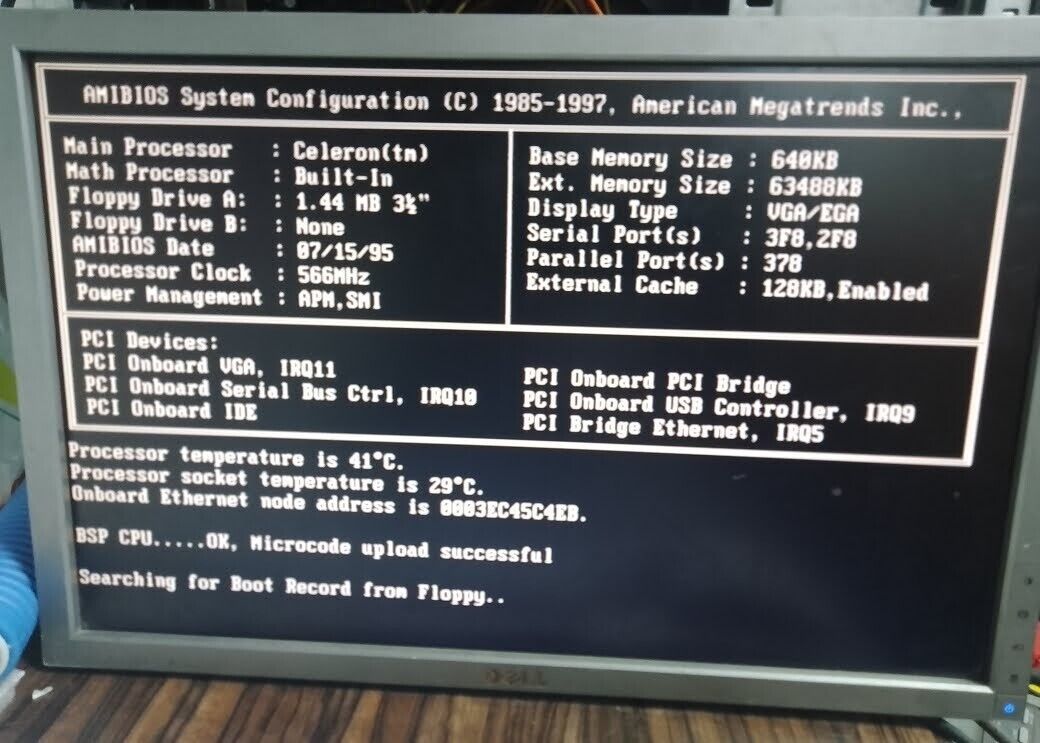 AMIBIOS System Configuration (C) 1985-1997, American Megatrends Inc.,
Main Processor : Celeron(tm)
Math Processor : Built-In
Floppy Drive A: : 1.44 MB 3½"
Floppy Drive B: : None
AMIBIOS Date : 07/15/95
Processor Clock : 566MHz
Power Management : APM,SMI
Base Memory Size : 640KB
Ext. Memory Size : 63488KB
Display Type : VGA/EGA
Serial Port(s) : 3F8,2F8
Parallel Port(s) : 378
External Cache : 128KB,Enabled
PCI Devices:
PCI Onboard VGA, IRQ11
PCI Onboard Serial Bus Ctrl, IRQ10
PCI Onboard IDE
PCI Onboard PCI Bridge
PCI Onboard USB Controller, IRQ9
PCI Bridge Ethernet, IRQ5
Processor temperature is 41°C.
Processor socket temperature is 29°C.
Onboard Ethernet node address is 0003EC45C4EB.
BSP CPU.....OK, Microcode upload successful
Searching for Boot Record from Floppy..
DELL